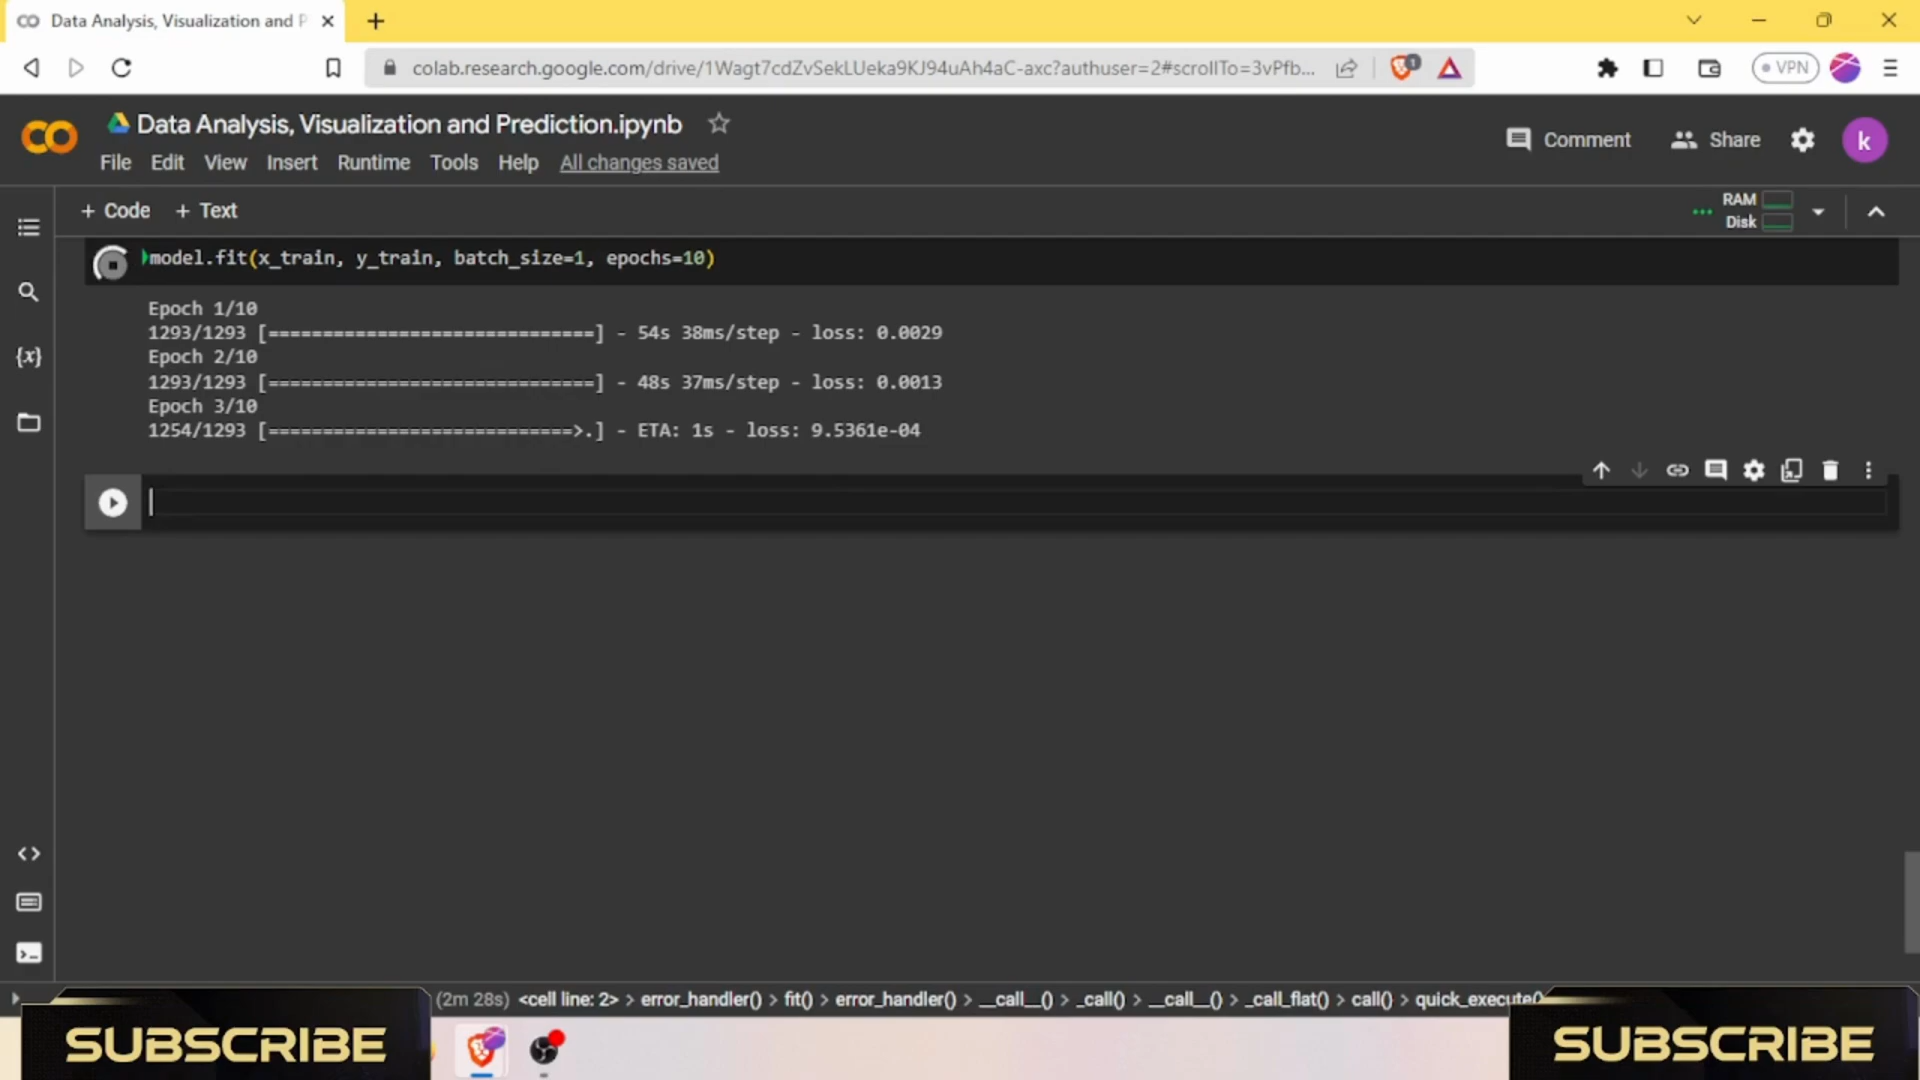 Data Analysis, Visualization and P
colab.research.google.com/drive/1Wagt7cdZvSekLUeka9KJ94uAh4aC-axc?authuser=2#scrollTo=3vPfb...
1
VPN
Data Analysis, Visualization and Prediction.ipynb
Comment
Share
k
File Edit View Insert Runtime Tools Help All changes saved
+ Code + Text
RAM
Disk
model.fit(x_train, y_train, batch_size=1, epochs=10)
Epoch 1/10
1293/1293 [==============================] - 54s 38ms/step - loss: 0.0029
Epoch 2/10
1293/1293 [==============================] - 48s 37ms/step - loss: 0.0013
Epoch 3/10
1254/1293 [============================>.] - ETA: 1s - loss: 9.5361e-04
{x}
(2m 28s) <cell line: 2> > error_handler() > fit() > error_handler() > __call__() > _call() > __call__() > _call_flat() > call() > quick_execute()
SUBSCRIBE
SUBSCRIBE